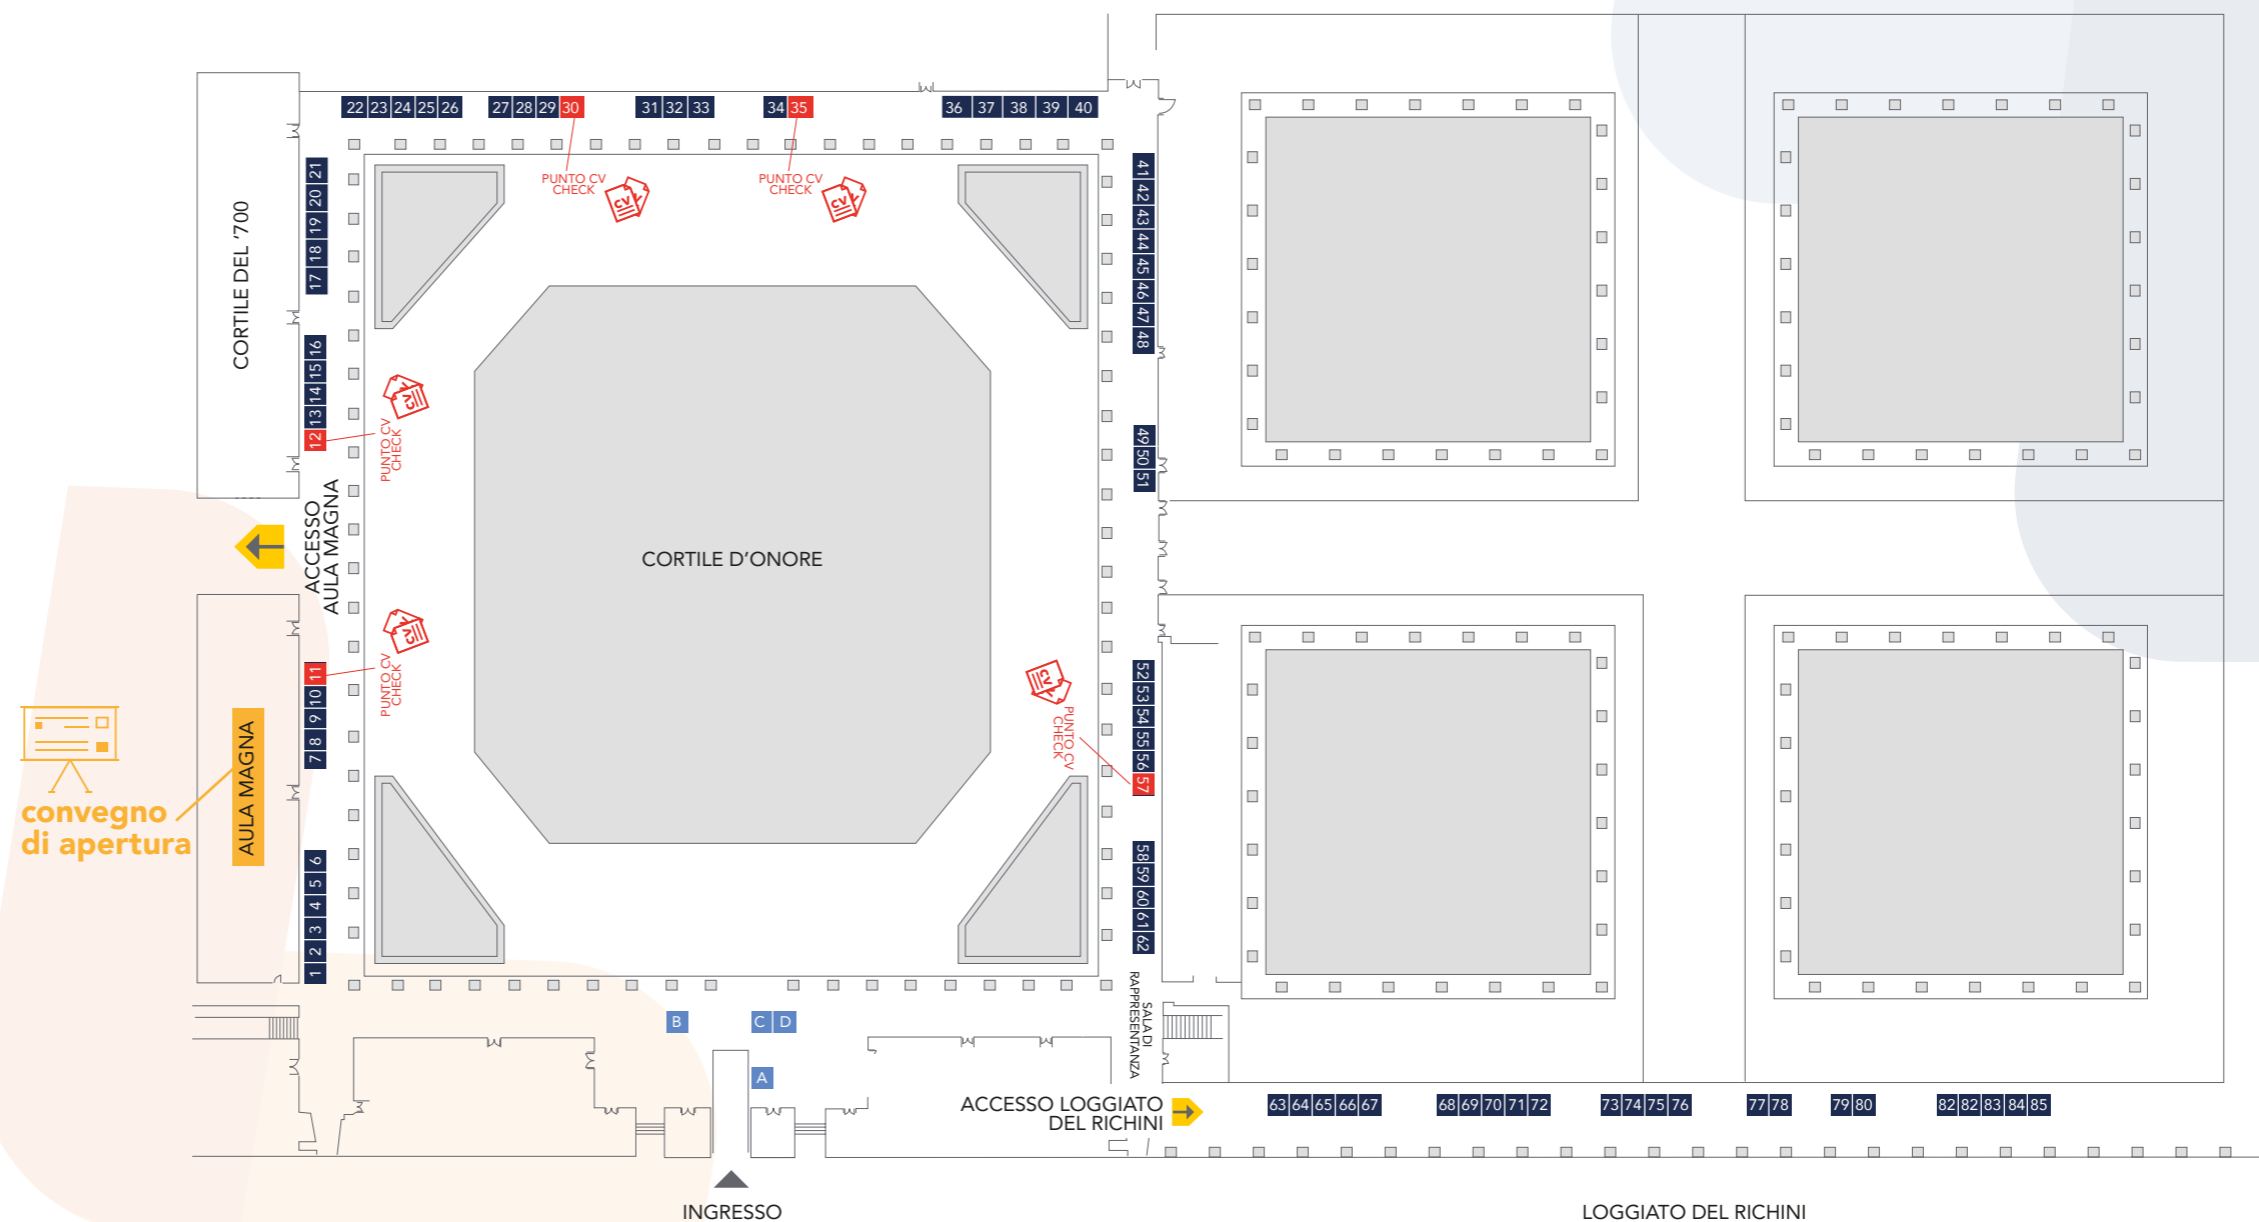 22 23 24 25 26
27 28 29 30
31 32 33
34 35
36 37 38 39 40
PUNTO CV
CHECK
CV
PUNTO CV
CHECK
CV
21
20
19
18
17
CORTILE DEL '700
16
15
14
13
12
CV
PUNTO CV
CHECK
41
42
43
44
45
46
47
48
49
50
51
ACCESSO
AULA MAGNA
CORTILE D'ONORE
CV
PUNTO CV
CHECK
11
10
9
8
7
AULA MAGNA
convegno
di apertura
6
5
4
3
2
1
CV
PUNTO CV
CHECK
52
53
54
55
56
57
58
59
60
61
62
SALA DI
RAPPRESENTANZA
B
C D
A
ACCESSO LOGGIATO
DEL RICHINI
63 64 65 66 67
68 69 70 71 72
73 74 75 76
77 78
79 80
82 82 83 84 85
INGRESSO
LOGGIATO DEL RICHINI